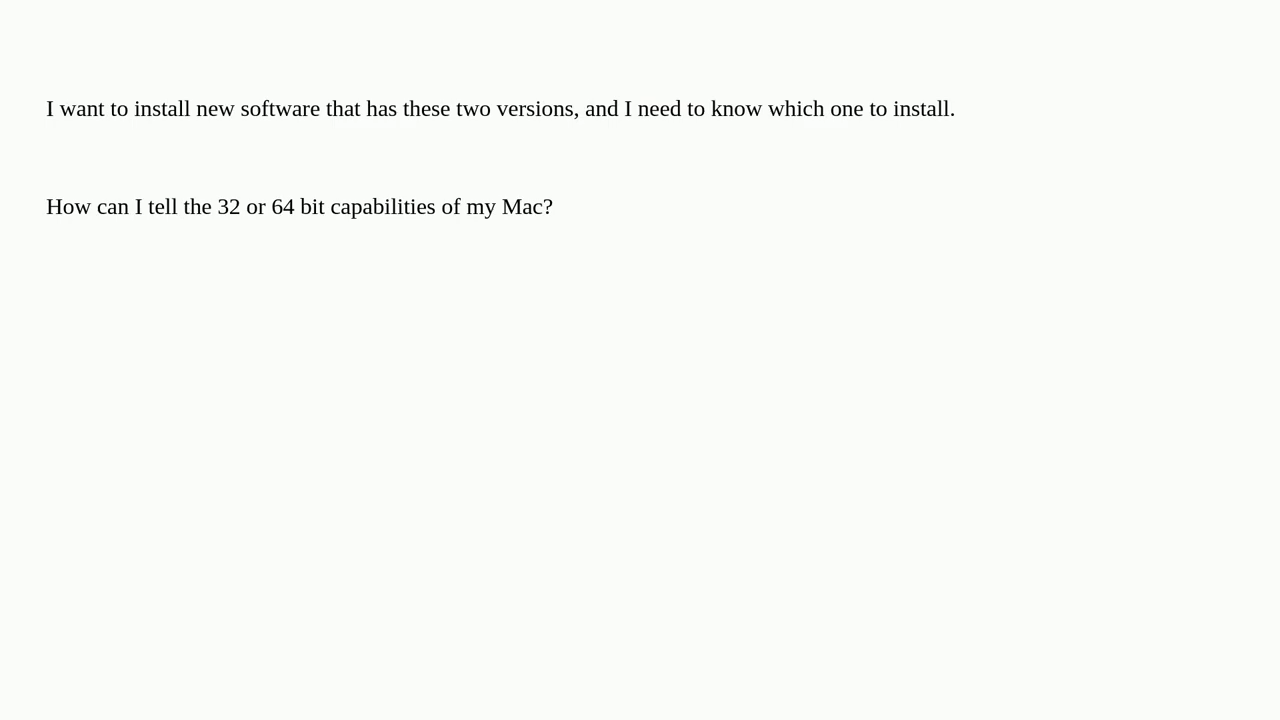 I want to install new software that has these two versions, and I need to know which one to install.
How can I tell the 32 or 64 bit capabilities of my Mac?